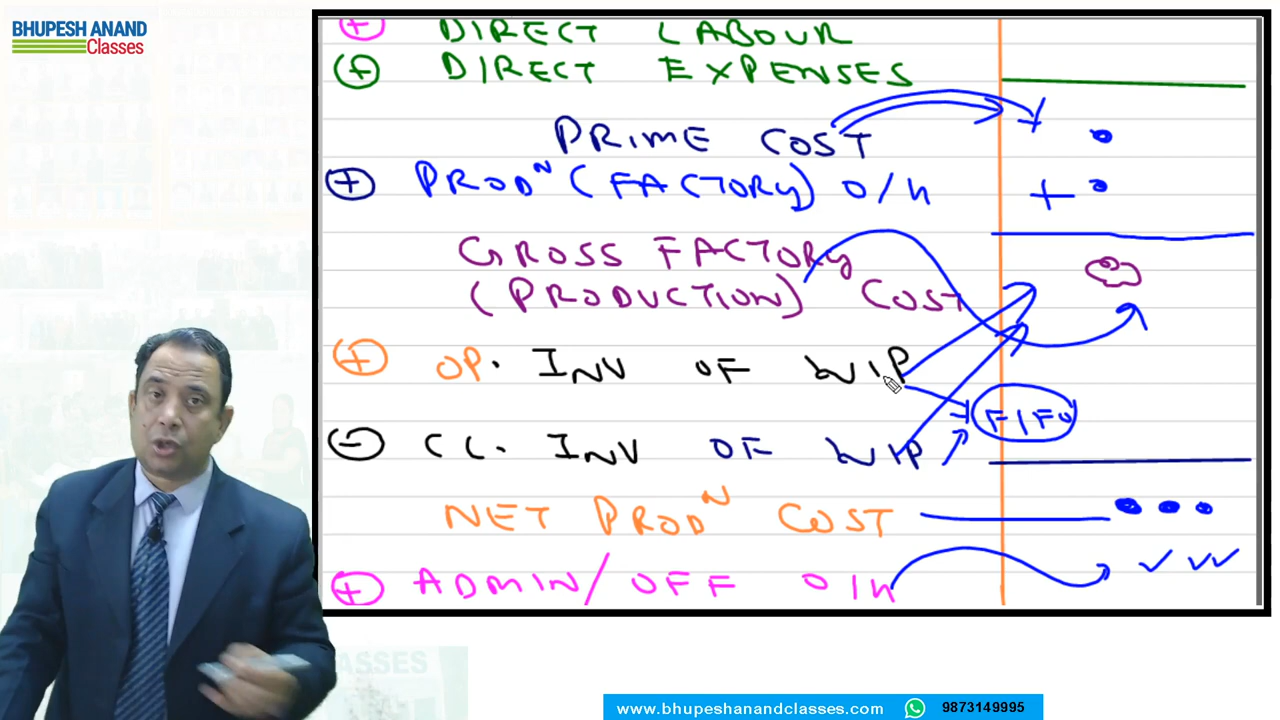 BHUPESH ANAND
Classes
(+) DIRECT LABOUR
(+) DIRECT EXPENSES
PRIME COST
(+) PRODᴺ (FACTORY) O/H
+
GROSS FACTORY
(PRODUCTION) COST
(+) OP. INV OF WIP
FIFO
(-) CL. INV OF WIP
NET PRODᴺ COST
(+) ADMIN/OFF O/H
www.bhupeshanandclasses.com 9873149995